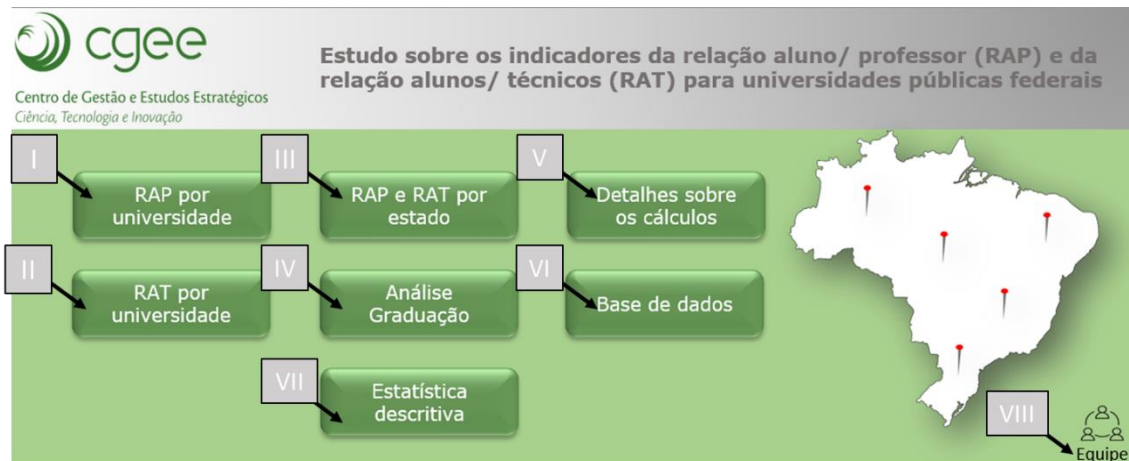 cgee
Centro de Gestão e Estudos Estratégicos
Ciência, Tecnologia e Inovação
Estudo sobre os indicadores da relação aluno/ professor (RAP) e da
relação alunos/ técnicos (RAT) para universidades públicas federais
I
RAP por
universidade
III
RAP e RAT por
estado
V
Detalhes sobre
os cálculos
II
RAT por
universidade
IV
Análise
Graduação
VI
Base de dados
VII
Estatística
descritiva
VIII
Equipe